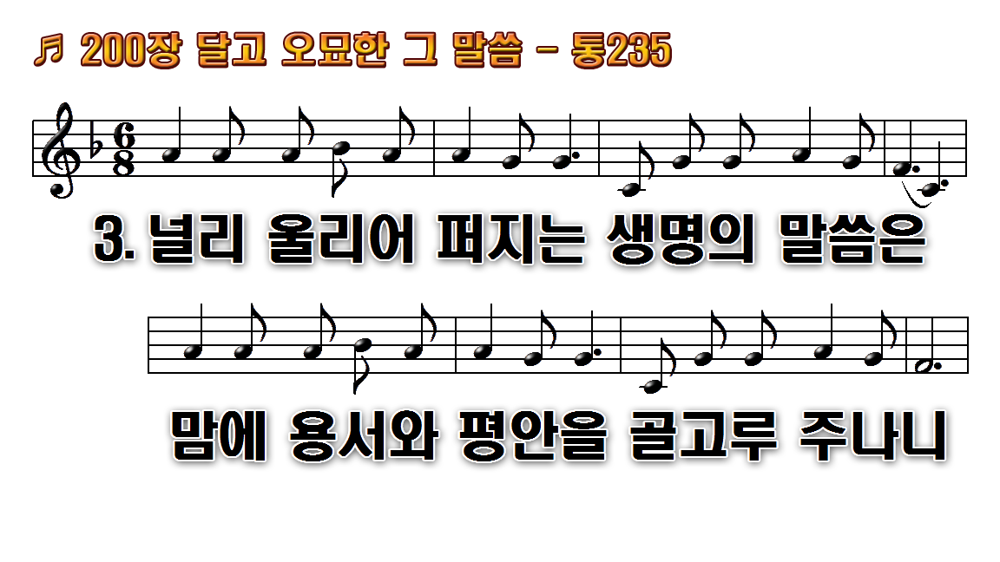 ♬ 200장 달고 오묘한 그 말씀 - 통235
6
8
3. 널리 울리어 퍼지는 생명의 말씀은
맘에 용서와 평안을 골고루 주나니